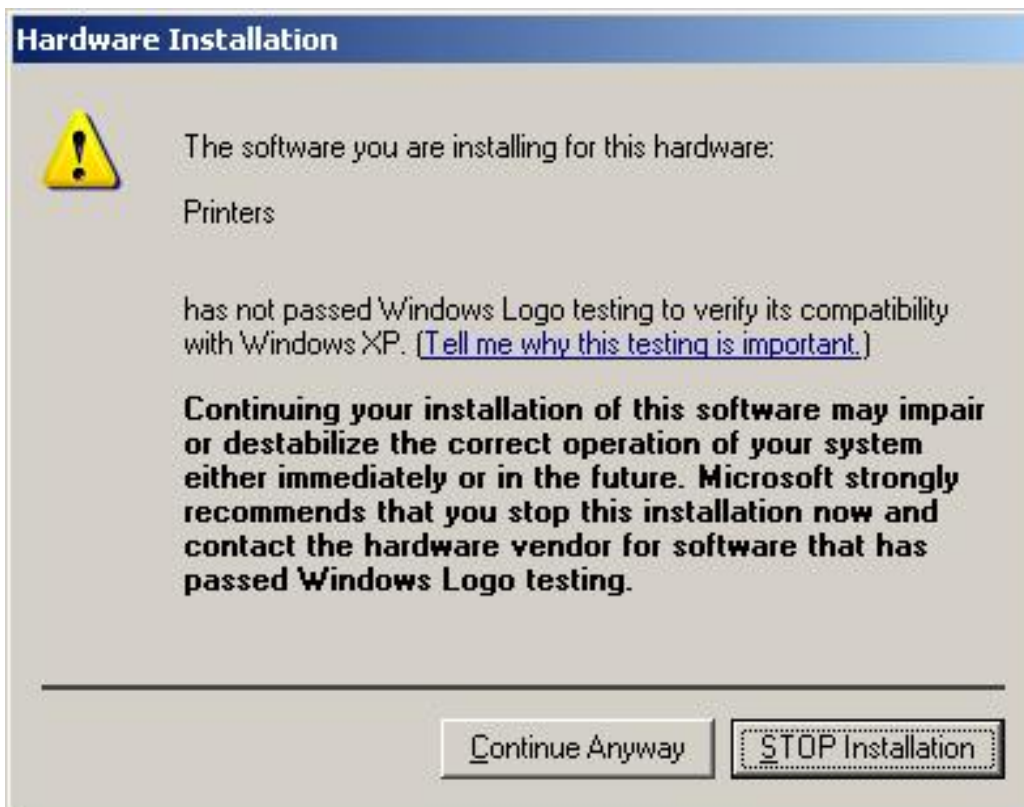 Hardware Installation
The software you are installing for this hardware:
Printers
has not passed Windows Logo testing to verify its compatibility
with Windows XP. (Tell me why this testing is important.)
Continuing your installation of this software may impair
or destabilize the correct operation of your system
either immediately or in the future. Microsoft strongly
recommends that you stop this installation now and
contact the hardware vendor for software that has
passed Windows Logo testing.
Continue Anyway
STOP Installation